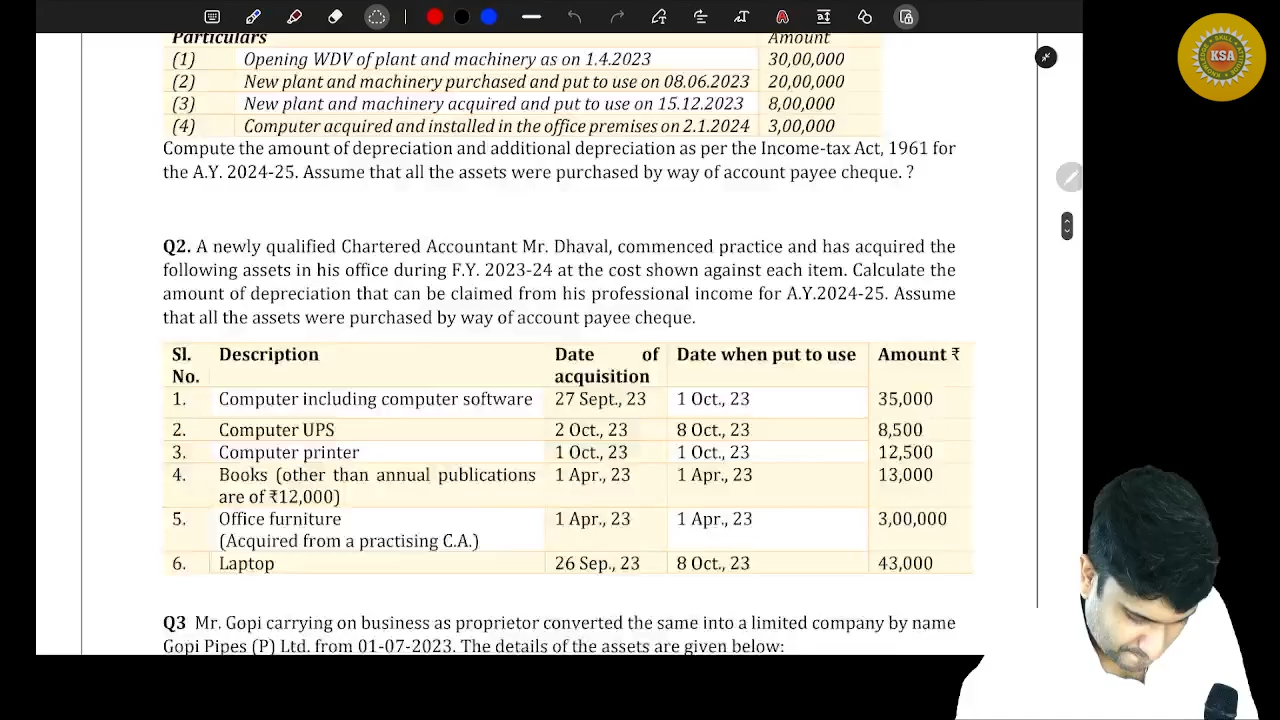 Particulars Amount
(1) Opening WDV of plant and machinery as on 1.4.2023 30,00,000
(2) New plant and machinery purchased and put to use on 08.06.2023 20,00,000
(3) New plant and machinery acquired and put to use on 15.12.2023 8,00,000
(4) Computer acquired and installed in the office premises on 2.1.2024 3,00,000
Compute the amount of depreciation and additional depreciation as per the Income-tax Act, 1961 for
the A.Y. 2024-25. Assume that all the assets were purchased by way of account payee cheque. ?
Q2. A newly qualified Chartered Accountant Mr. Dhaval, commenced practice and has acquired the
following assets in his office during F.Y. 2023-24 at the cost shown against each item. Calculate the
amount of depreciation that can be claimed from his professional income for A.Y.2024-25. Assume
that all the assets were purchased by way of account payee cheque.
Sl. Description Date of Date when put to use Amount ₹
No. acquisition
1. Computer including computer software 27 Sept., 23 1 Oct., 23 35,000
2. Computer UPS 2 Oct., 23 8 Oct., 23 8,500
3. Computer printer 1 Oct., 23 1 Oct., 23 12,500
4. Books (other than annual publications 1 Apr., 23 1 Apr., 23 13,000
are of ₹12,000)
5. Office furniture 1 Apr., 23 1 Apr., 23 3,00,000
(Acquired from a practising C.A.)
6. Laptop 26 Sep., 23 8 Oct., 23 43,000
Q3 Mr. Gopi carrying on business as proprietor converted the same into a limited company by name
Gopi Pipes (P) Ltd. from 01-07-2023. The details of the assets are given below:
SKILL
KNOWLEDGE
ATTITUDE
KSA